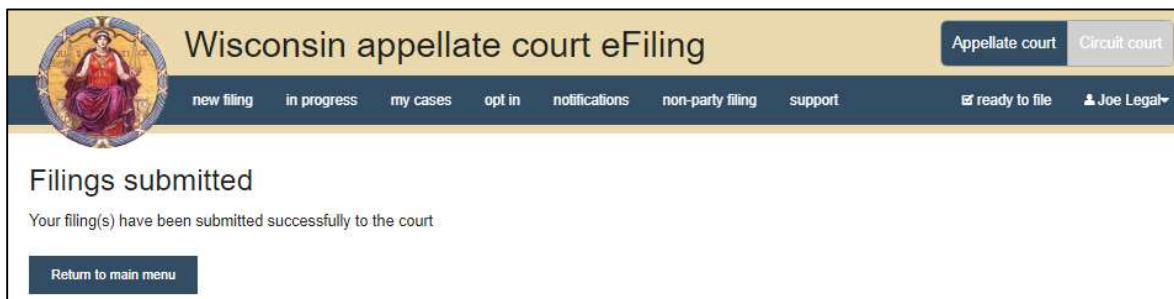 Wisconsin appellate court eFiling
Appellate court Circuit court
new filing in progress my cases opt in notifications non-party filing support ready to file Joe Legal
Filings submitted
Your filing(s) have been submitted successfully to the court
Return to main menu